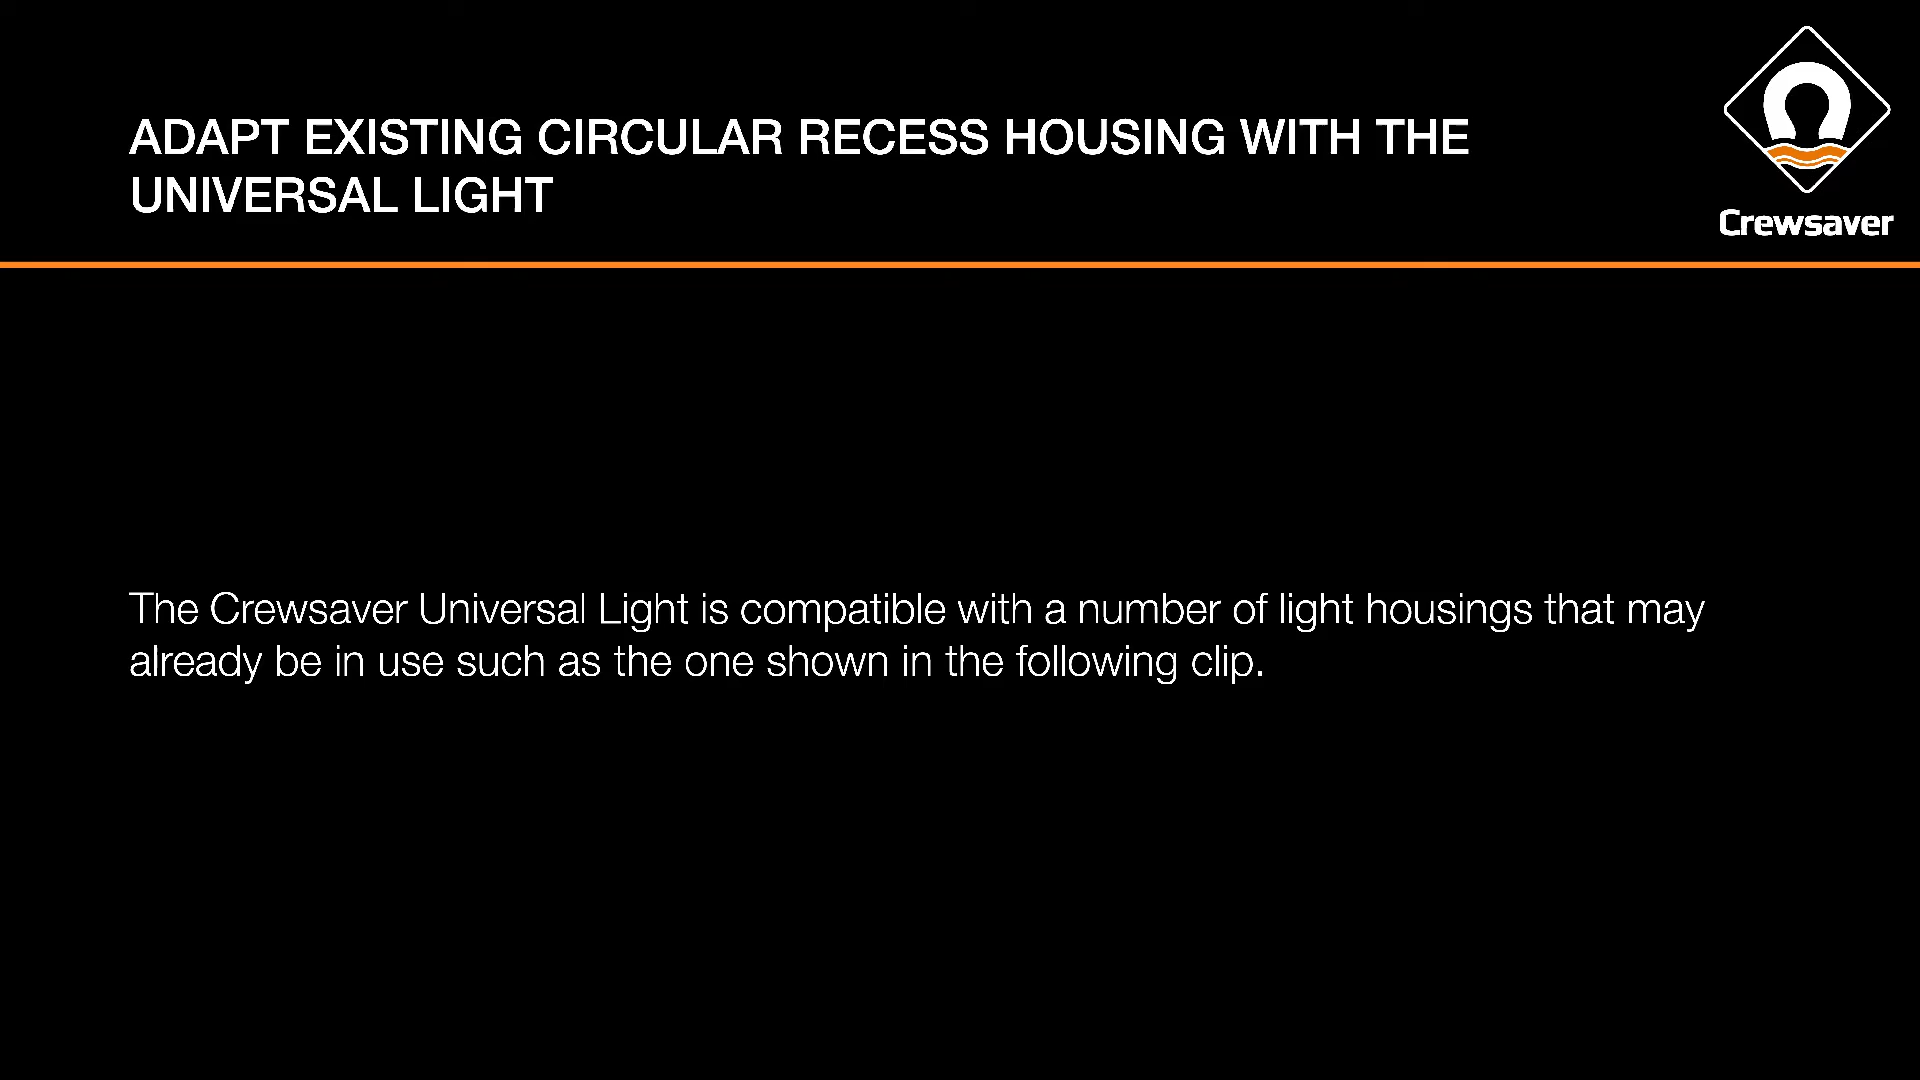 ADAPT EXISTING CIRCULAR RECESS HOUSING WITH THE
UNIVERSAL LIGHT
Crewsaver
The Crewsaver Universal Light is compatible with a number of light housings that may
already be in use such as the one shown in the following clip.